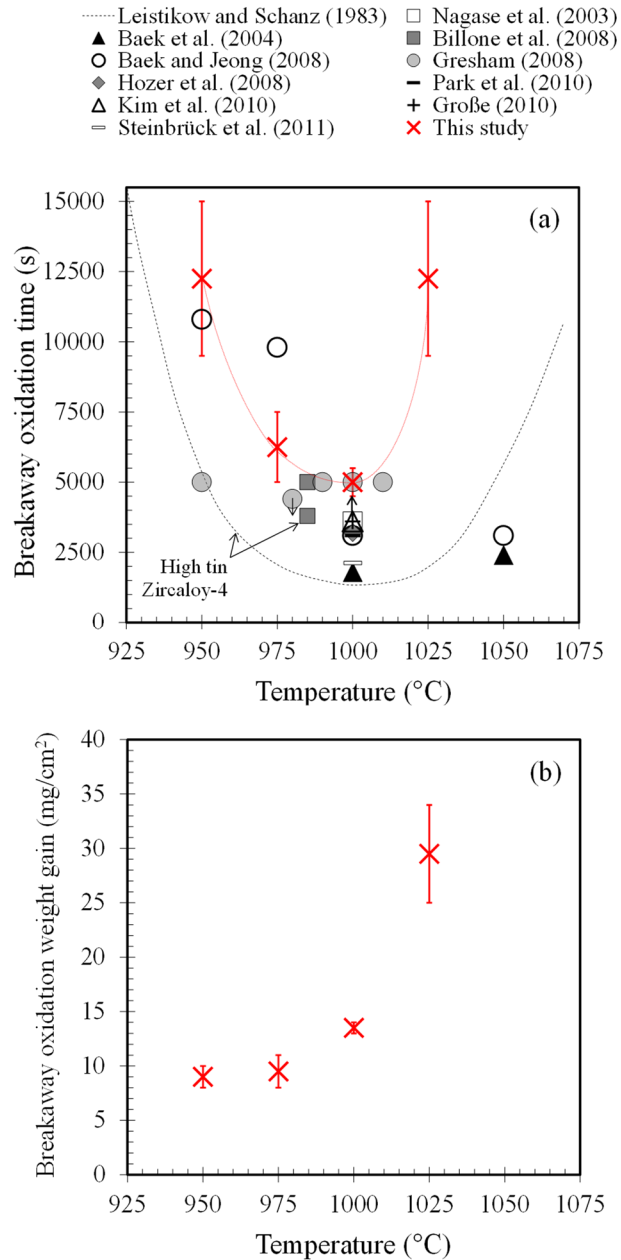 Leistikow and Schanz (1983) Nagase et al. (2003)
Baek et al. (2004) Billone et al. (2008)
Baek and Jeong (2008) Gresham (2008)
Hozer et al. (2008) Park et al. (2010)
Kim et al. (2010) Große (2010)
Steinbrück et al. (2011) This study
(a)
Breakaway oxidation time (s)
15000
12500
10000
7500
5000
2500
0
High tin
Zircaloy-4
925 950 975 1000 1025 1050 1075
Temperature (°C)
(b)
Breakaway oxidation weight gain (mg/cm²)
40
35
30
25
20
15
10
5
0
925 950 975 1000 1025 1050 1075
Temperature (°C)